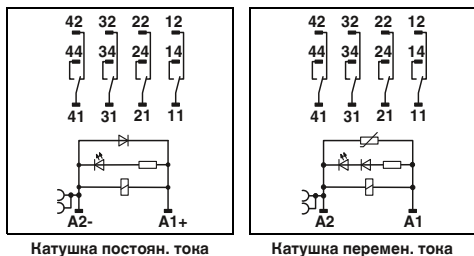 42 32 22 12
44 34 24 14
41 31 21 11
A2- A1+
Катушка постоян. тока
42 32 22 12
44 34 24 14
41 31 21 11
A2 A1
Катушка перемен. тока